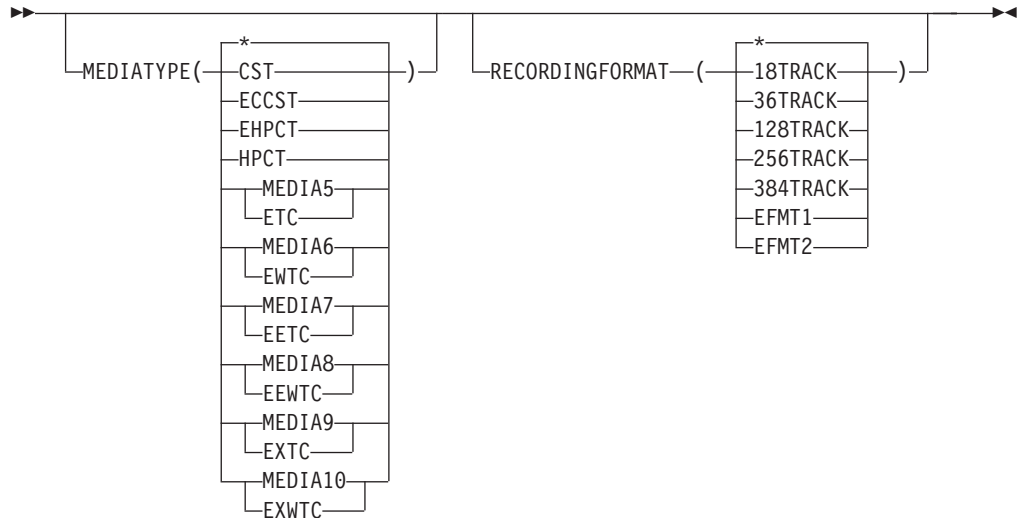 *
*
MEDIATYPE( CST ) RECORDINGFORMAT ( 18TRACK )
ECCST 36TRACK
EHPCT 128TRACK
HPCT 256TRACK
MEDIA5 384TRACK
ETC EFMT1
MEDIA6 EFMT2
EWTC
MEDIA7
EETC
MEDIA8
EEWTC
MEDIA9
EXTC
MEDIA10
EXWTC